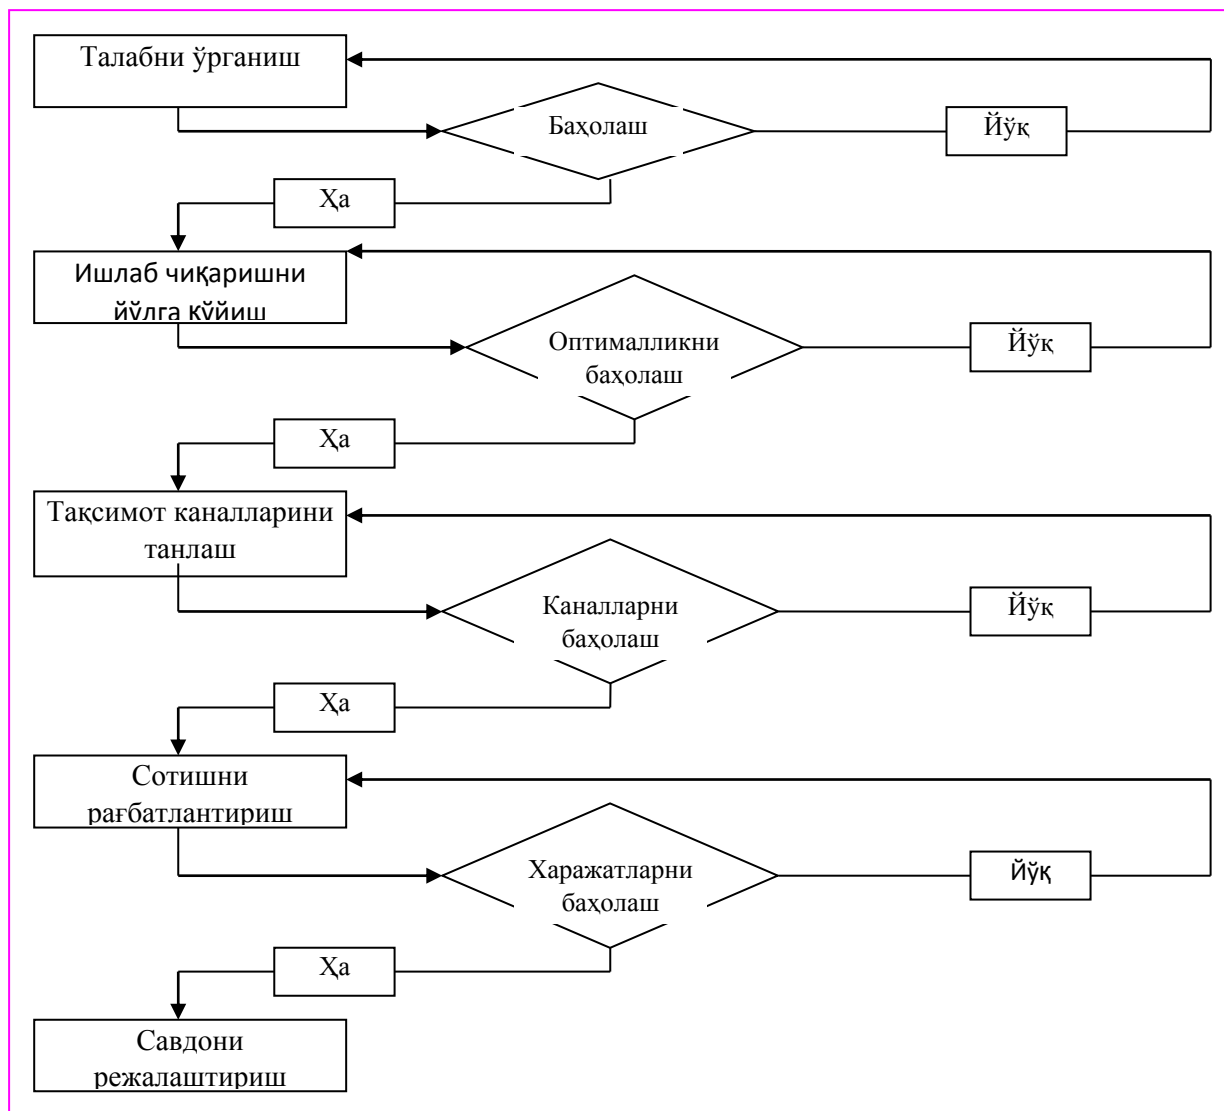 Талабни ўрганиш
Баҳолаш
Йўқ
Ҳа
Ишлаб чиқаришни
йўлга қўйиш
Оптималликни
баҳолаш
Йўқ
Ҳа
Тақсимот каналларини
танлаш
Каналларни
баҳолаш
Йўқ
Ҳа
Сотишни
рағбатлантириш
Харажатларни
баҳолаш
Йўқ
Ҳа
Савдони
режалаштириш